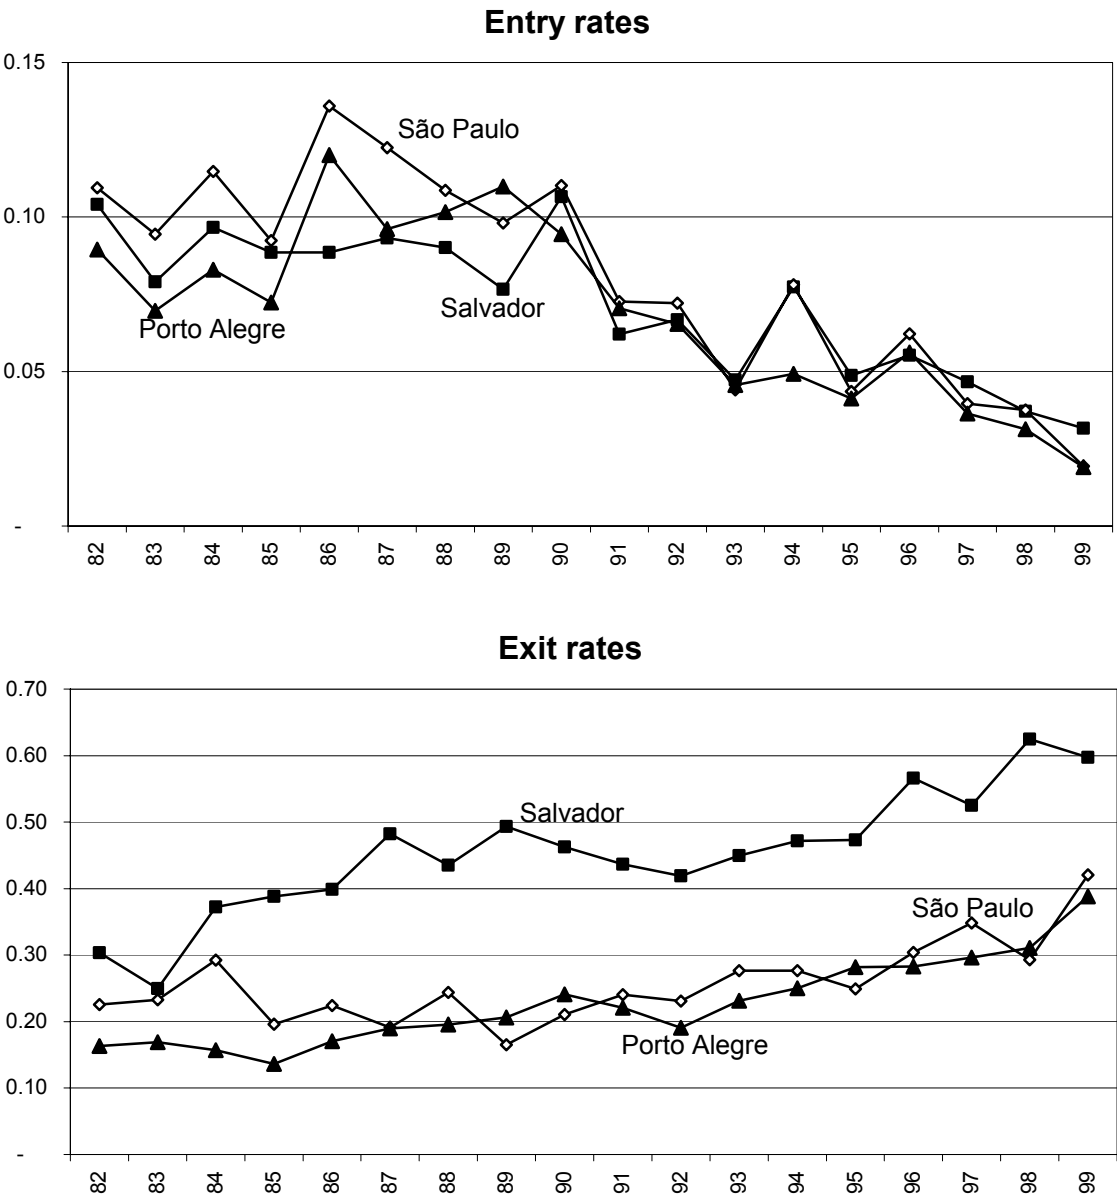 Entry rates
0.15
São Paulo
0.10
Salvador
Porto Alegre
0.05
-
82 83 84 85 86 87 88 89 90 91 92 93 94 95 96 97 98 99
Exit rates
0.70
0.60
Salvador
0.50
0.40
São Paulo
0.30
0.20
Porto Alegre
0.10
-
82 83 84 85 86 87 88 89 90 91 92 93 94 95 96 97 98 99